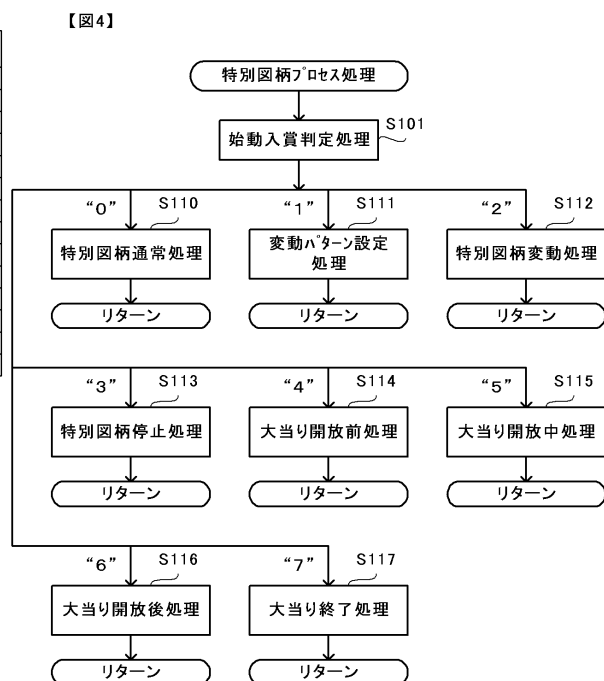 【図4】
特別図柄プロセス処理
S101
始動入賞判定処理
“0” S110 “1” S111 “2” S112
特別図柄通常処理 変動パターン設定処理 特別図柄変動処理
リターン リターン リターン
“3” S113 “4” S114 “5” S115
特別図柄停止処理 大当り開放前処理 大当り開放中処理
リターン リターン リターン
“6” S116 “7” S117
大当り開放後処理 大当り終了処理
リターン リターン